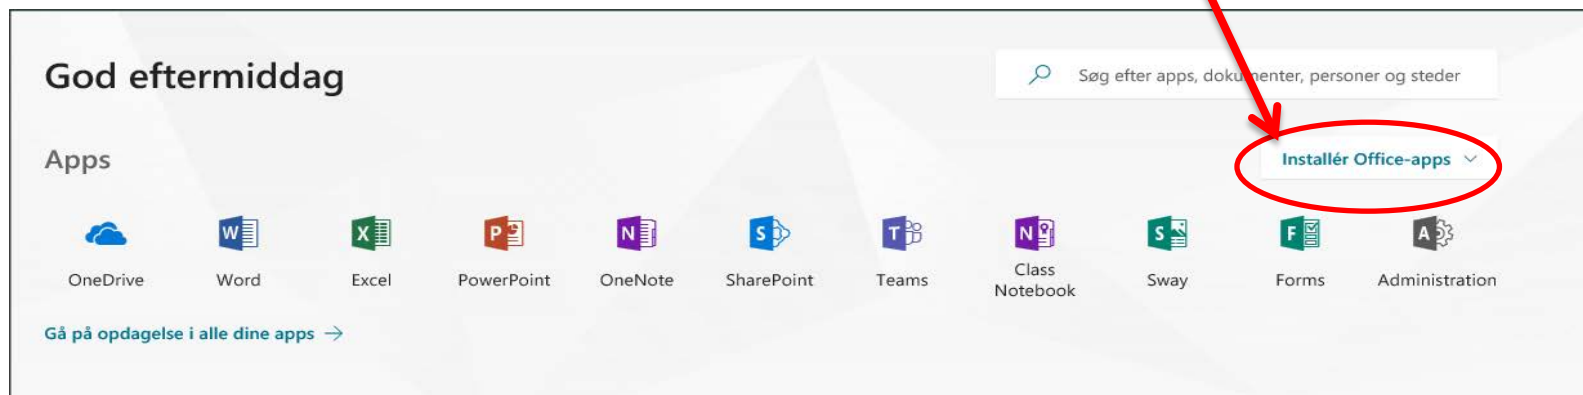 God eftermiddag
Søg efter apps, dokumenter, personer og steder
Apps
Installér Office-apps
OneDrive
Word
Excel
PowerPoint
OneNote
SharePoint
Teams
Class
Notebook
Sway
Forms
Administration
Gå på opdagelse i alle dine apps →